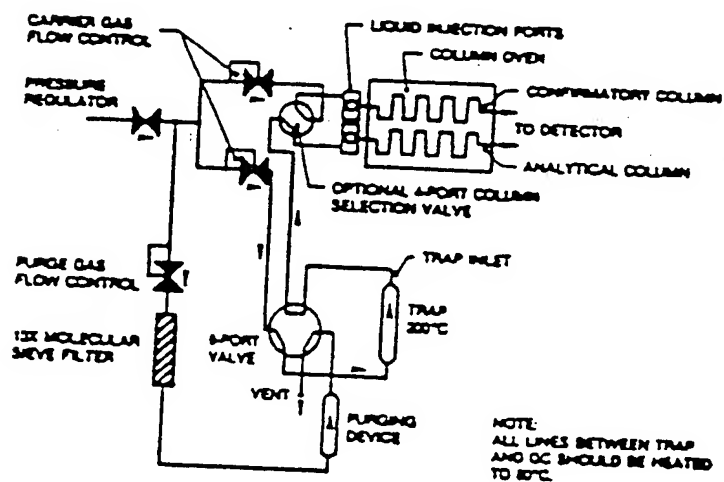 CARRIER GAS
FLOW CONTROL
LIQUID INJECTION PORTS
COLUMN OVEN
PRESSURE
REGULATOR
CONFIRMATORY COLUMN
TO DETECTOR
ANALYTICAL COLUMN
OPTIONAL 4-PORT COLUMN
SELECTION VALVE
PURGE GAS
FLOW CONTROL
TRAP INLET
TRAP
200°C
13X MOLECULAR
SIEVE FILTER
6-PORT
VALVE
VENT
PURGING
DEVICE
NOTE:
ALL LINES BETWEEN TRAP
AND GC SHOULD BE HEATED
TO 80°C.